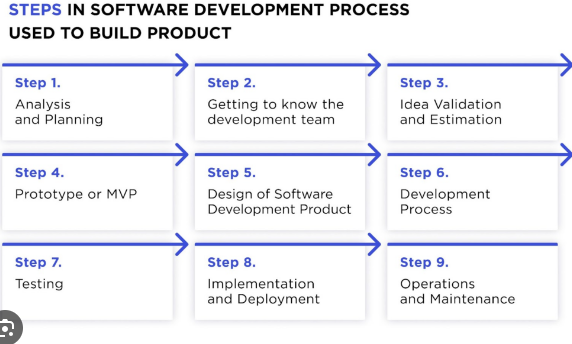 STEPS IN SOFTWARE DEVELOPMENT PROCESS
USED TO BUILD PRODUCT
Step 1.
Analysis
and Planning
Step 2.
Getting to know the
development team
Step 3.
Idea Validation
and Estimation
Step 4.
Prototype or MVP
Step 5.
Design of Software
Development Product
Step 6.
Development
Process
Step 7.
Testing
Step 8.
Implementation
and Deployment
Step 9.
Operations
and Maintenance